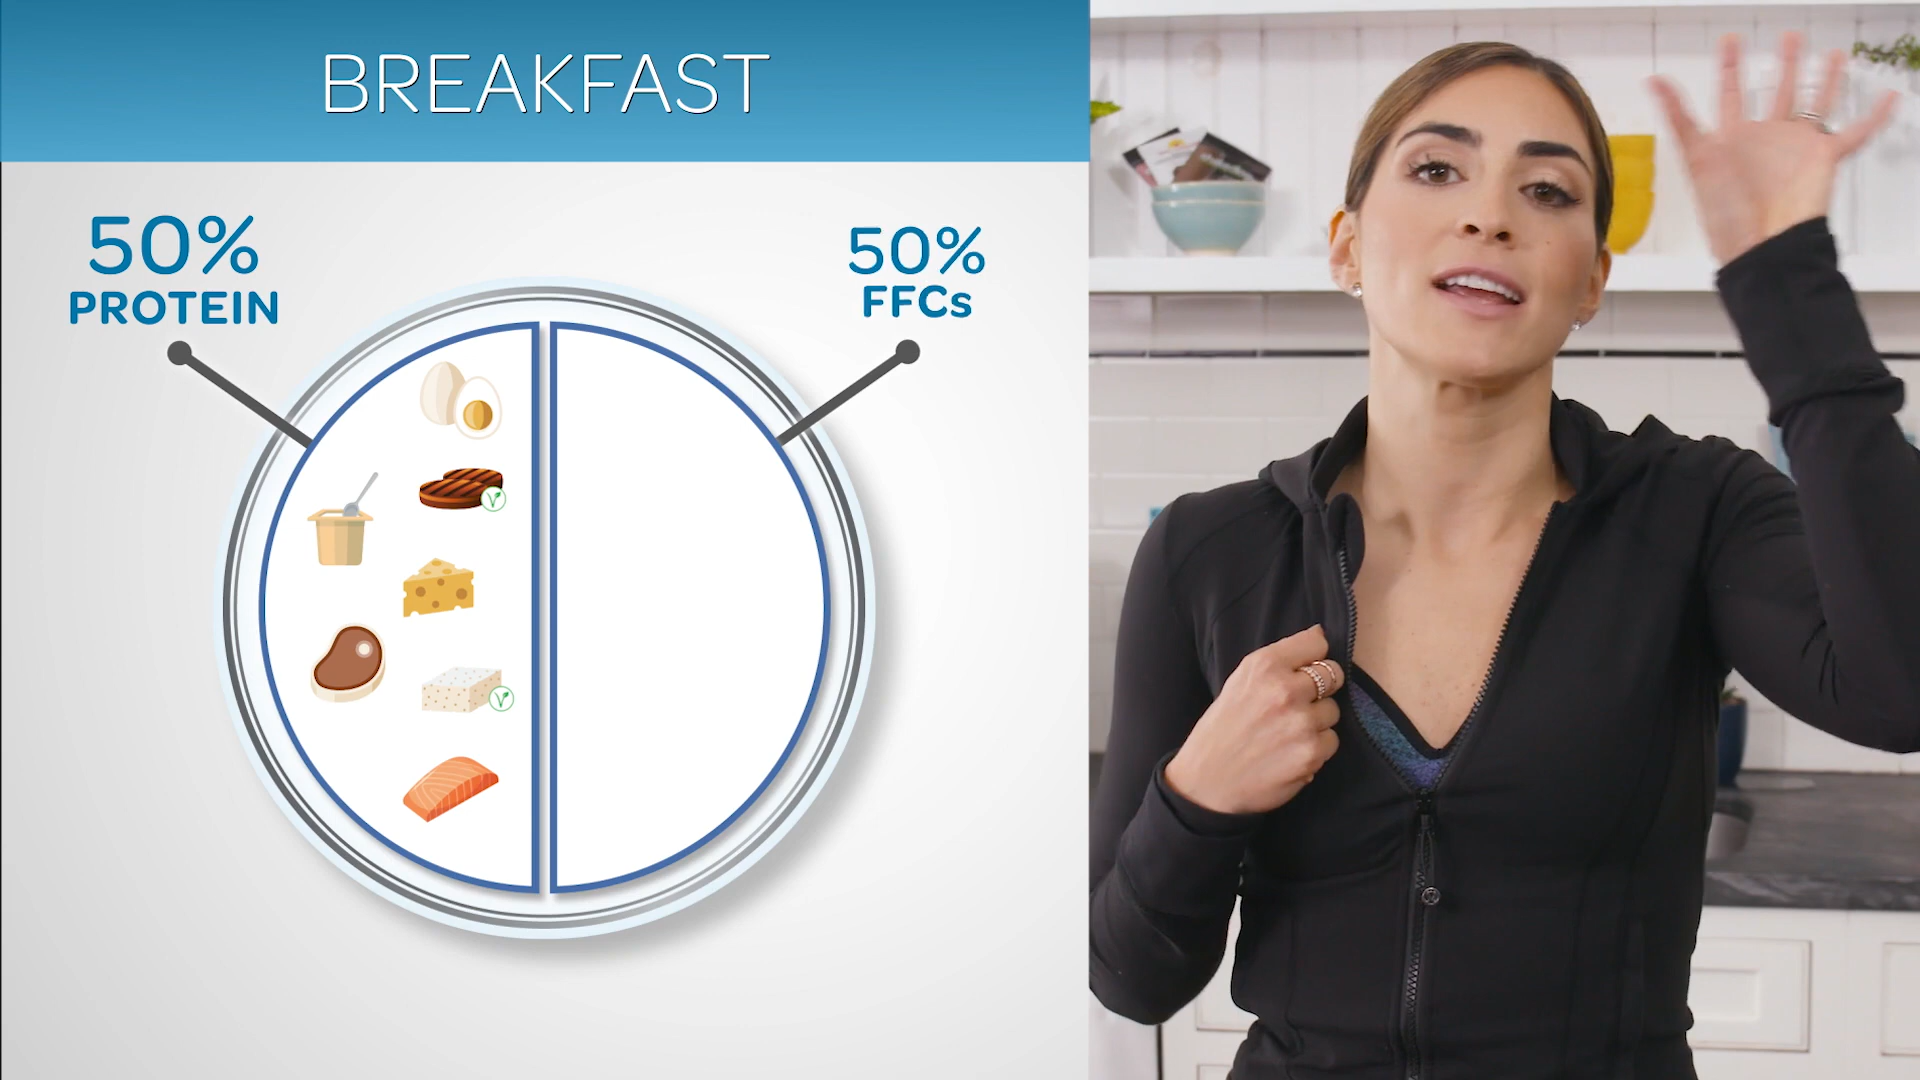 BREAKFAST
50%
PROTEIN
50%
FFCs
V
V